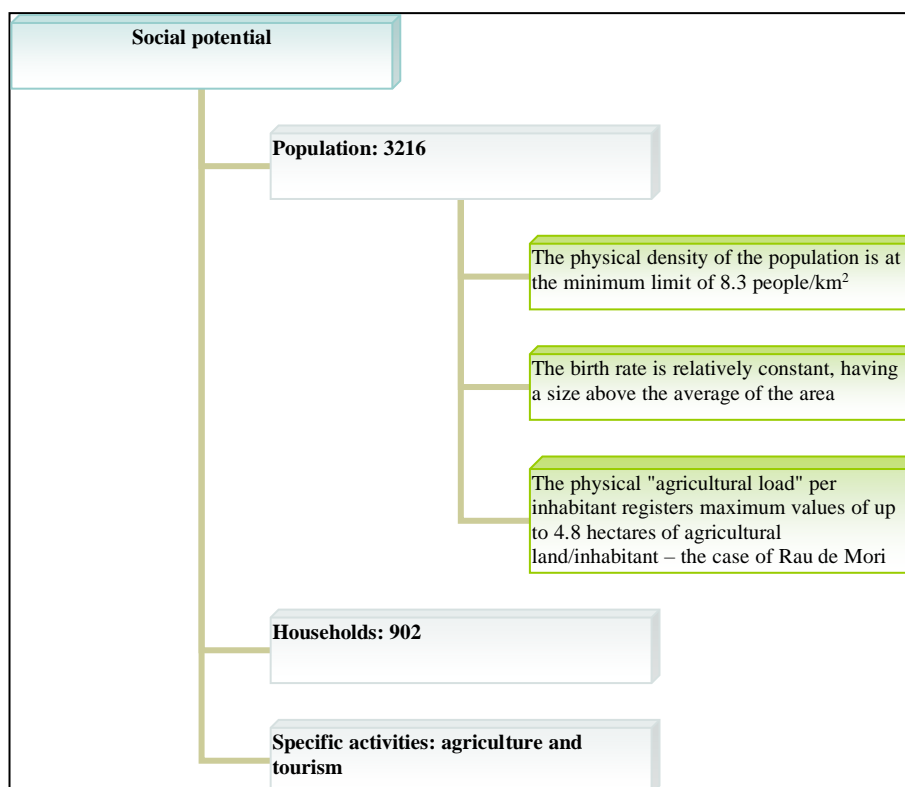 Social potential
Population: 3216
The physical density of the population is at
the minimum limit of 8.3 people/km²
The birth rate is relatively constant, having
a size above the average of the area
The physical "agricultural load" per
inhabitant registers maximum values of up
to 4.8 hectares of agricultural
land/inhabitant – the case of Rau de Mori
Households: 902
Specific activities: agriculture and
tourism